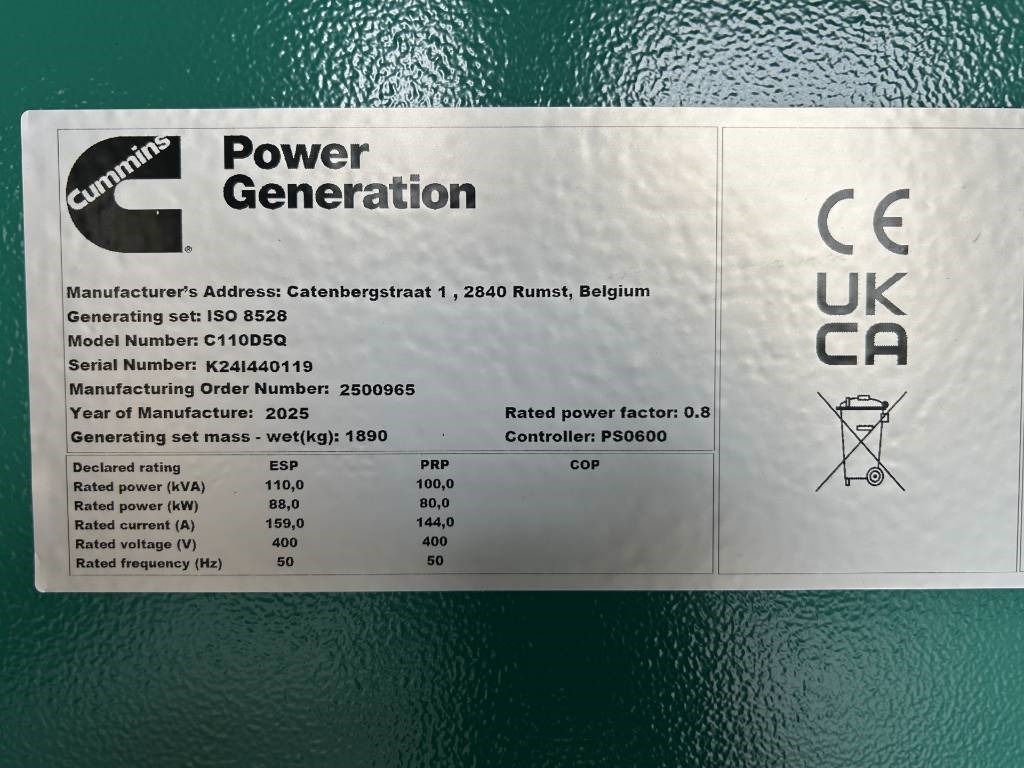 Cummins
Power
Generation
®
Manufacturer's Address: Catenbergstraat 1 , 2840 Rumst, Belgium
Generating set: ISO 8528
Model Number: C110D5Q
Serial Number: K24I440119
Manufacturing Order Number: 2500965
Year of Manufacture: 2025 Rated power factor: 0.8
Generating set mass - wet(kg): 1890 Controller: PS0600
Declared rating ESP PRP COP
Rated power (kVA) 110,0 100,0
Rated power (kW) 88,0 80,0
Rated current (A) 159,0 144,0
Rated voltage (V) 400 400
Rated frequency (Hz) 50 50
CE
UK
CA